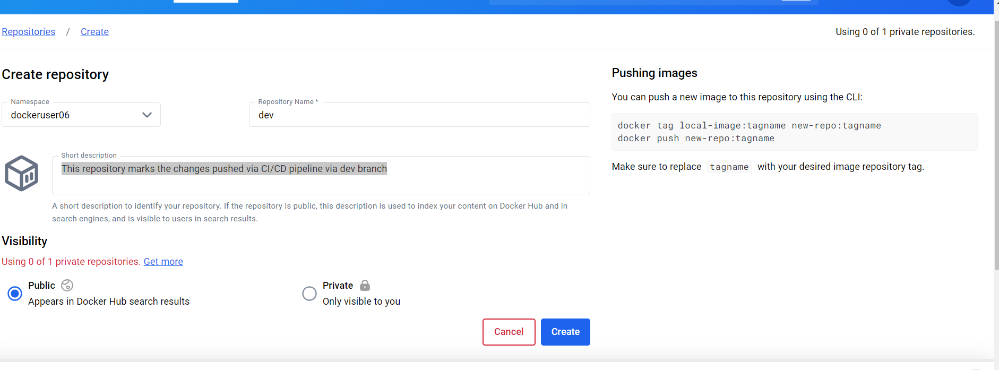 Repositories / Create
Using 0 of 1 private repositories.
Create repository
Namespace
dockeruser06
Repository Name *
dev
Short description
This repository marks the changes pushed via CI/CD pipeline via dev branch
A short description to identify your repository. If the repository is public, this description is used to index your content on Docker Hub and in
search engines, and is visible to users in search results.
Visibility
Using 0 of 1 private repositories. Get more
Public
Appears in Docker Hub search results
Private
Only visible to you
Cancel
Create
Pushing images
You can push a new image to this repository using the CLI:
docker tag local-image:tagname new-repo:tagname
docker push new-repo:tagname
Make sure to replace tagname with your desired image repository tag.